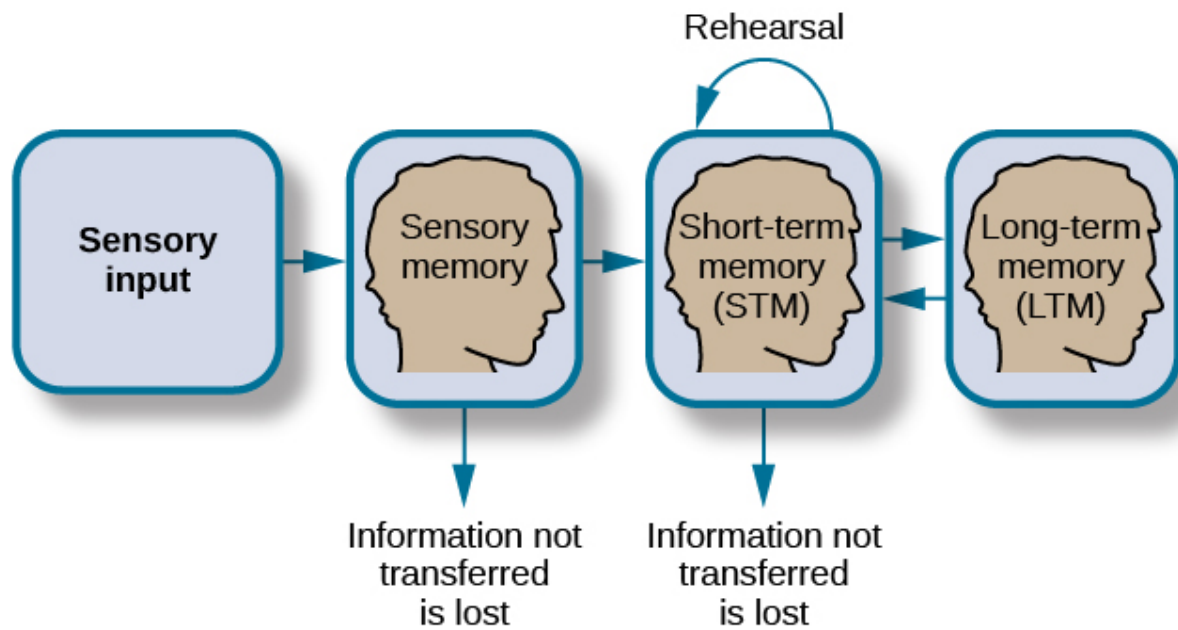 Rehearsal
Sensory
input
Sensory
memory
Short-term
memory
(STM)
Long-term
memory
(LTM)
Information not
transferred
is lost
Information not
transferred
is lost